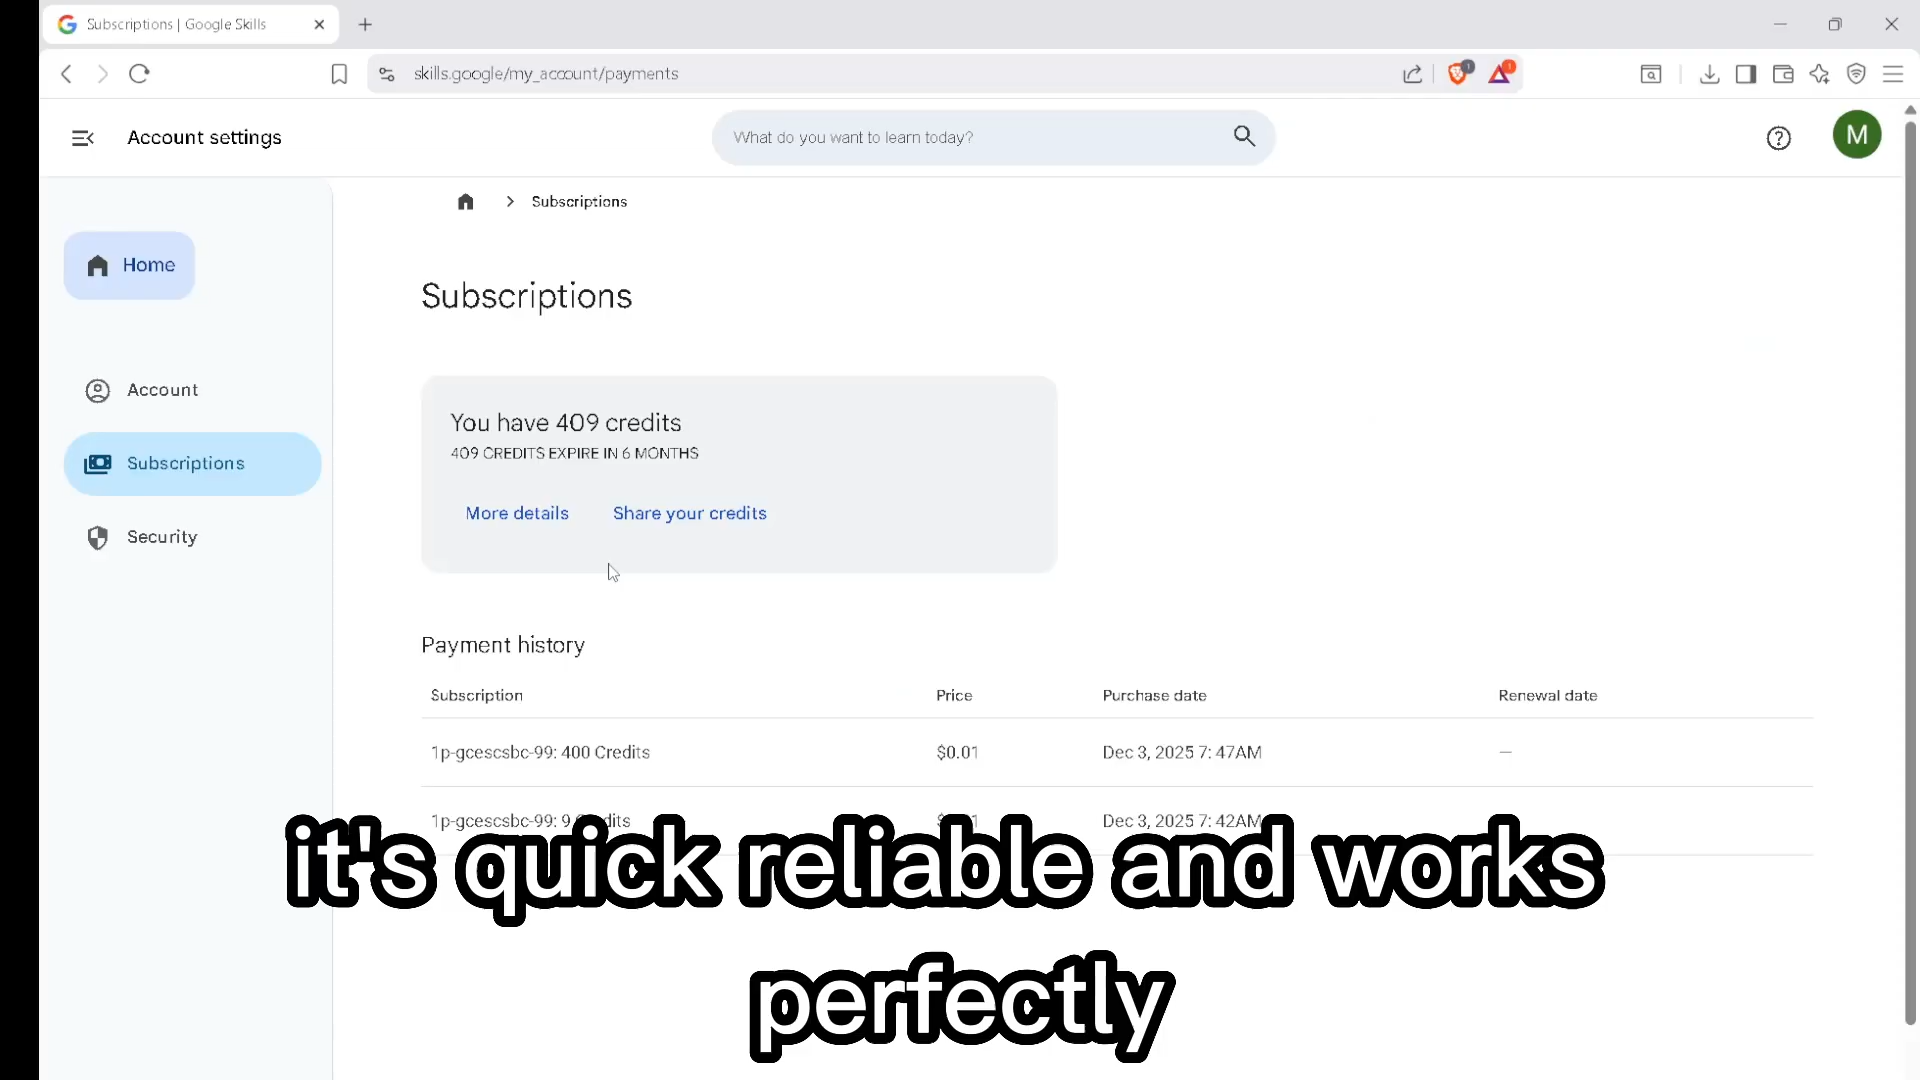 Subscriptions | Google Skills
skills.google/my_account/payments
1
1
Account settings
What do you want to learn today?
M
Subscriptions
Home
Subscriptions
Account
You have 409 credits
409 CREDITS EXPIRE IN 6 MONTHS
Subscriptions
More details Share your credits
Security
Payment history
Subscription Price Purchase date Renewal date
1p-gcescsbc-99: 400 Credits $0.01 Dec 3, 2025 7: 47AM —
1p-gcescsbc-99: 9 Dec 3, 2025 7: 42AM
it's quick reliable and works
perfectly